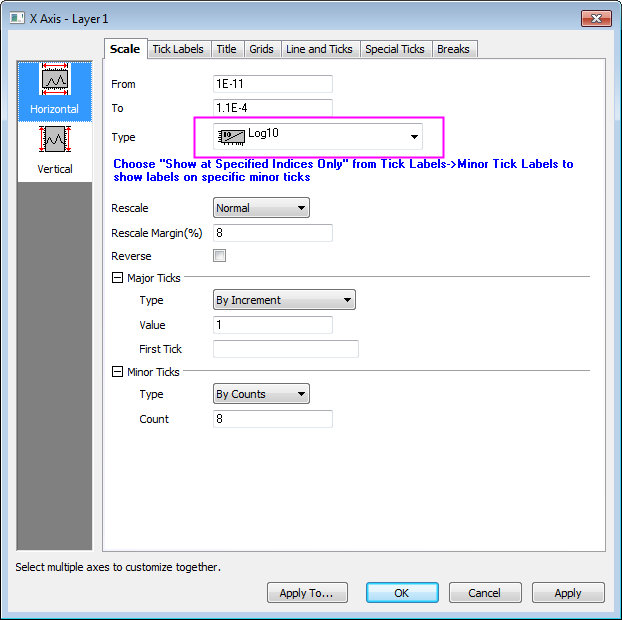 X Axis - Layer1
Horizontal
Vertical
Scale Tick Labels Title Grids Line and Ticks Special Ticks Breaks
From 1E-11
To 1.1E-4
Type 10 Log10
Choose "Show at Specified Indices Only" from Tick Labels->Minor Tick Labels to
show labels on specific minor ticks
Rescale Normal
Rescale Margin(%) 8
Reverse
Major Ticks
Type By Increment
Value 1
First Tick
Minor Ticks
Type By Counts
Count 8
Select multiple axes to customize together.
Apply To... OK Cancel Apply